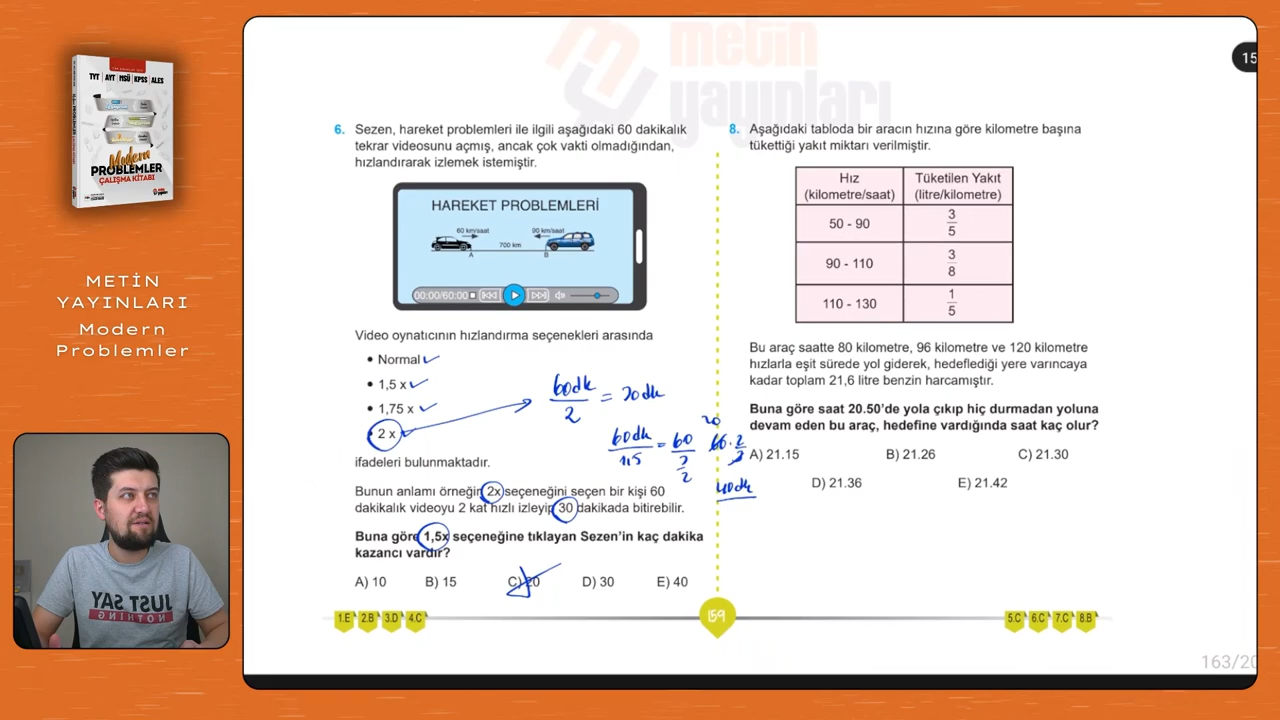 TYT AYT MSÜ KPSS ALES
Modern
PROBLEMLER
ÇALIŞMA KİTABI
METİN
YAYINLARI
Modern
Problemler
metin
yayınları
15
6. Sezen, hareket problemleri ile ilgili aşağıdaki 60 dakikalık
tekrar videosunu açmış, ancak çok vakti olmadığından,
hızlandırarak izlemek istemiştir.
HAREKET PROBLEMLERİ
60 km/saat
90 km/saat
700 km
A
B
00:00/60:00
Video oynatıcının hızlandırma seçenekleri arasında
• Normal
• 1,5 x
• 1,75 x
• 2 x
60dk
2
= 30dk
60dk
1,5
= 60
3
2
20
60 . 2
3
40dk
ifadeleri bulunmaktadır.
Bunun anlamı örneğin 2x seçeneğini seçen bir kişi 60
dakikalık videoyu 2 kat hızlı izleyip 30 dakikada bitirebilir.
Buna göre 1,5x seçeneğine tıklayan Sezen'in kaç dakika
kazancı vardır?
A) 10 B) 15 C) 20 D) 30 E) 40
8. Aşağıdaki tabloda bir aracın hızına göre kilometre başına
tükettiği yakıt miktarı verilmiştir.
Hız Tüketilen Yakıt
(kilometre/saat) (litre/kilometre)
50 - 90 3/5
90 - 110 3/8
110 - 130 1/5
Bu araç saatte 80 kilometre, 96 kilometre ve 120 kilometre
hızlarla eşit sürede yol giderek, hedeflediği yere varıncaya
kadar toplam 21,6 litre benzin harcamıştır.
Buna göre saat 20.50'de yola çıkıp hiç durmadan yoluna
devam eden bu araç, hedefine vardığında saat kaç olur?
A) 21.15 B) 21.26 C) 21.30
D) 21.36 E) 21.42
1.E 2.B 3.D 4.C
159
5.C 6.C 7.C 8.B
163/20
JUST SAY
NOTHING